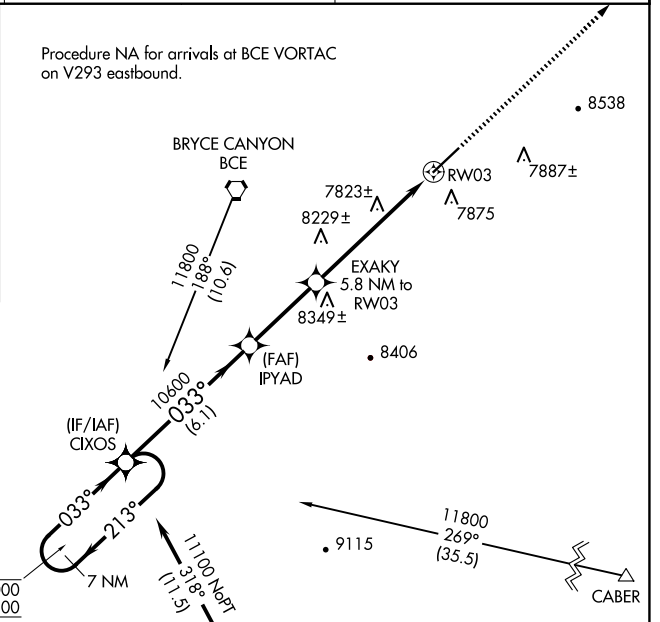 Procedure NA for arrivals at BCE VORTAC
on V293 eastbound.
8538
BRYCE CANYON
BCE
RW03
7887±
7823±
7875
8229±
11800
188°
(10.6)
EXAKY
5.8 NM to
RW03
8349±
(FAF)
IPYAD
8406
10600
033°
(6.1)
(IF/IAF)
CIXOS
033°
213°
7 NM
11100 NoPT
318°
(11.5)
11800
269°
(35.5)
9115
CABER
00
00